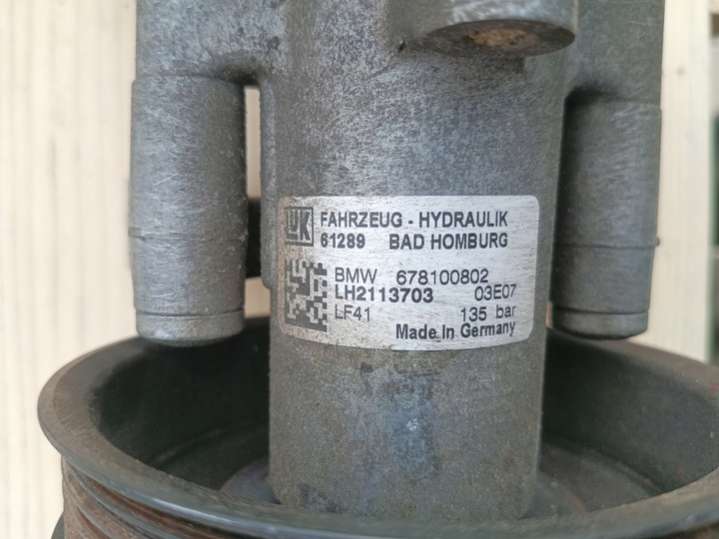 LUK FAHRZEUG - HYDRAULIK
61289 BAD HOMBURG
BMW 678100802
LH2113703 03E07
LF41 135 bar
Made In Germany